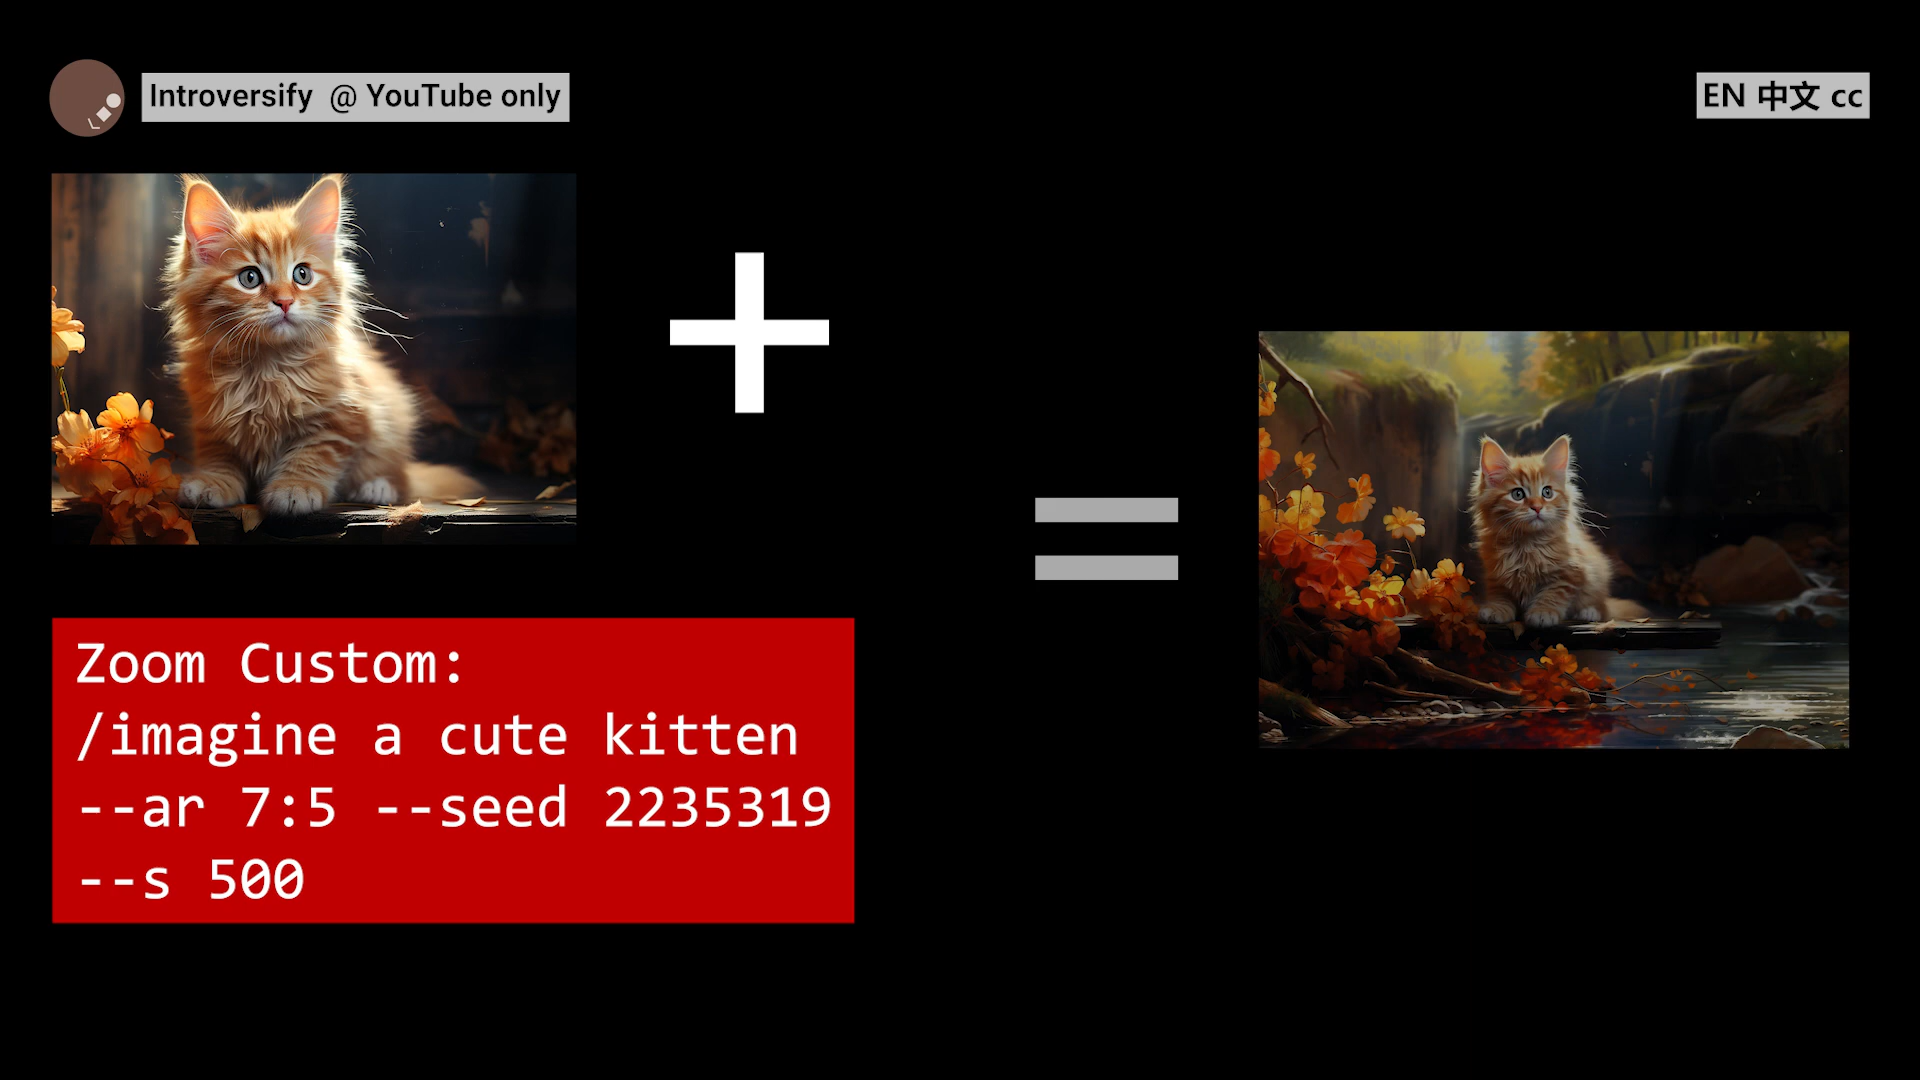 Introversify @ YouTube only
EN 中文 cc
Zoom Custom:
/imagine a cute kitten
--ar 7:5 --seed 2235319
--s 500